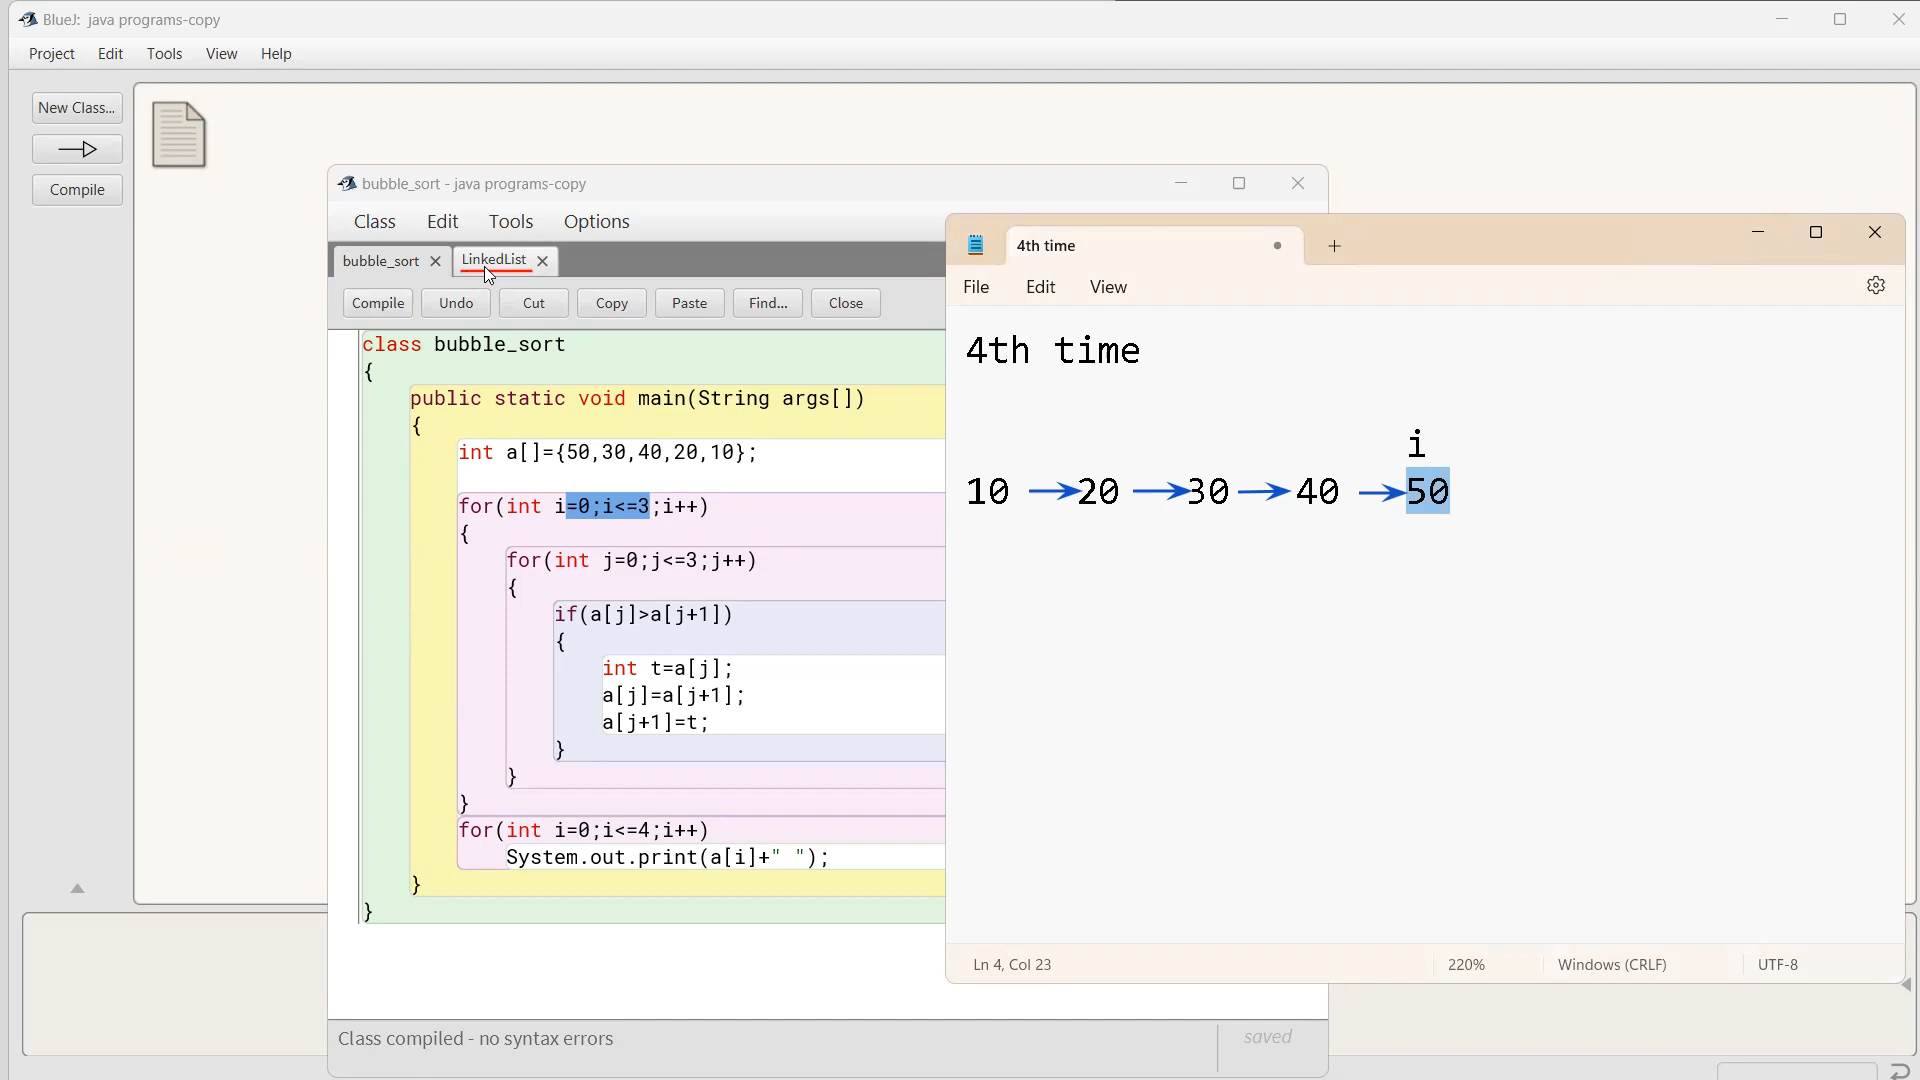 BlueJ: java programs-copy
Project Edit Tools View Help
New Class...
Compile
bubble_sort - java programs-copy
Class Edit Tools Options
bubble_sort LinkedList
Compile Undo Cut Copy Paste Find... Close
class bubble_sort
{
public static void main(String args[])
{
int a[]={50,30,40,20,10};
for(int i=0;i<=3;i++)
{
for(int j=0;j<=3;j++)
{
if(a[j]>a[j+1])
{
int t=a[j];
a[j]=a[j+1];
a[j+1]=t;
}
}
}
for(int i=0;i<=4;i++)
System.out.print(a[i]+" ");
}
}
Class compiled - no syntax errors
saved
4th time
File Edit View
4th time
i
10 20 30 40 50
Ln 4, Col 23 220% Windows (CRLF) UTF-8